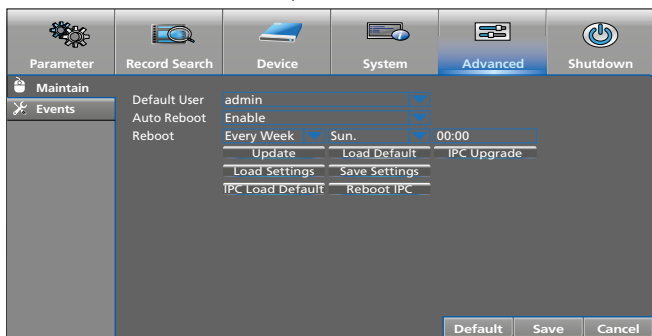 Parameter Record Search Device System Advanced Shutdown
Maintain
Events
Default User admin
Auto Reboot Enable
Reboot Every Week Sun. 00:00
Update Load Default IPC Upgrade
Load Settings Save Settings
IPC Load Default Reboot IPC
Default Save Cancel